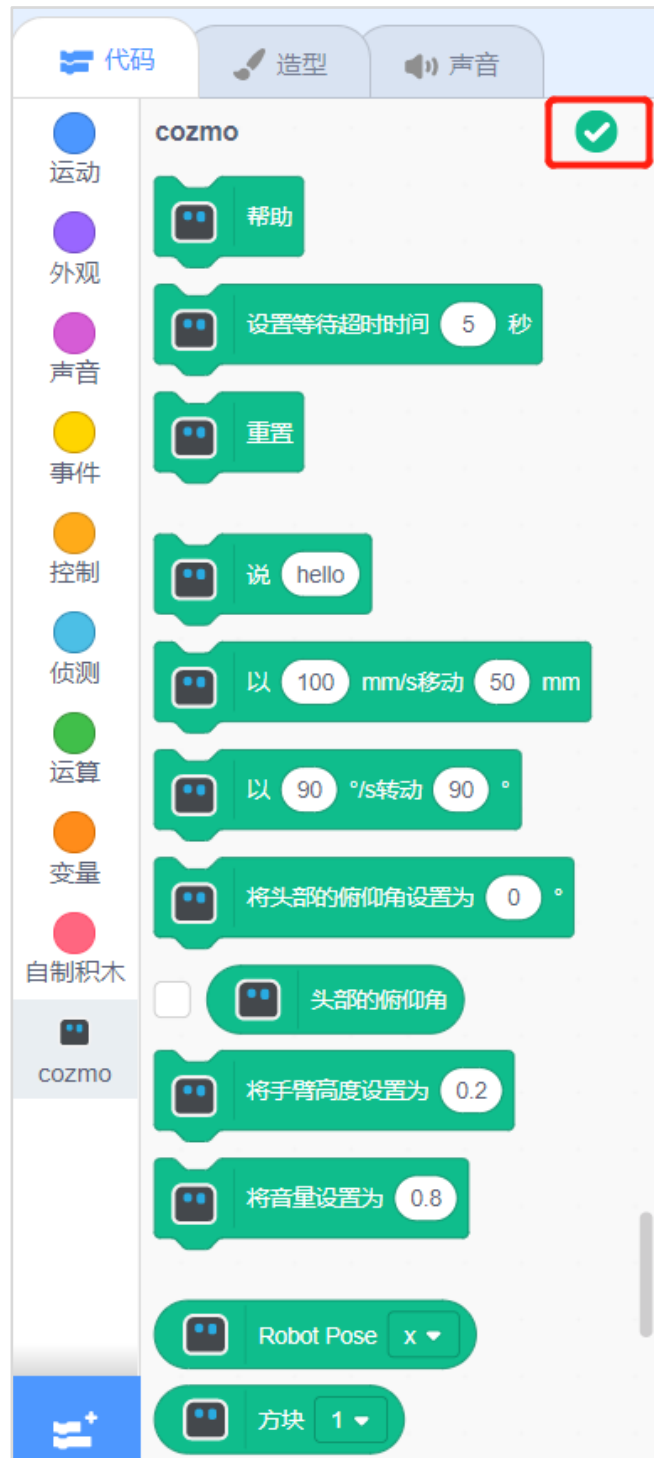 代码
造型
声音
运动
外观
声音
事件
控制
侦测
运算
变量
自制积木
cozmo
cozmo
帮助
设置等待超时时间 5 秒
重置
说 hello
以 100 mm/s移动 50 mm
以 90 °/s转动 90 °
将头部的俯仰角设置为 0 °
头部的俯仰角
将手臂高度设置为 0.2
将音量设置为 0.8
Robot Pose x
方块 1